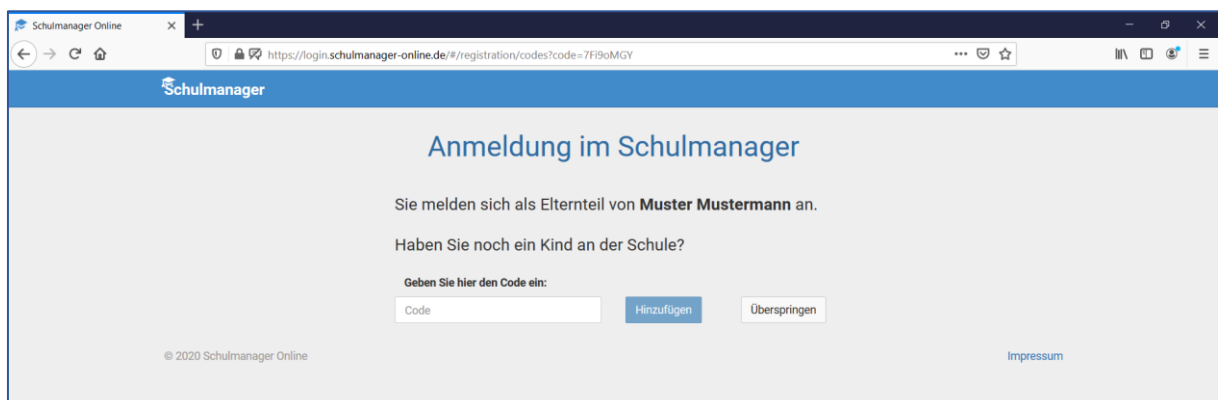 Schulmanager Online
https://login.schulmanager-online.de/#/registration/codes?code=7Fi9oMGY
Schulmanager
Anmeldung im Schulmanager
Sie melden sich als Elternteil von Muster Mustermann an.
Haben Sie noch ein Kind an der Schule?
Geben Sie hier den Code ein:
Code Hinzufügen Überspringen
© 2020 Schulmanager Online Impressum